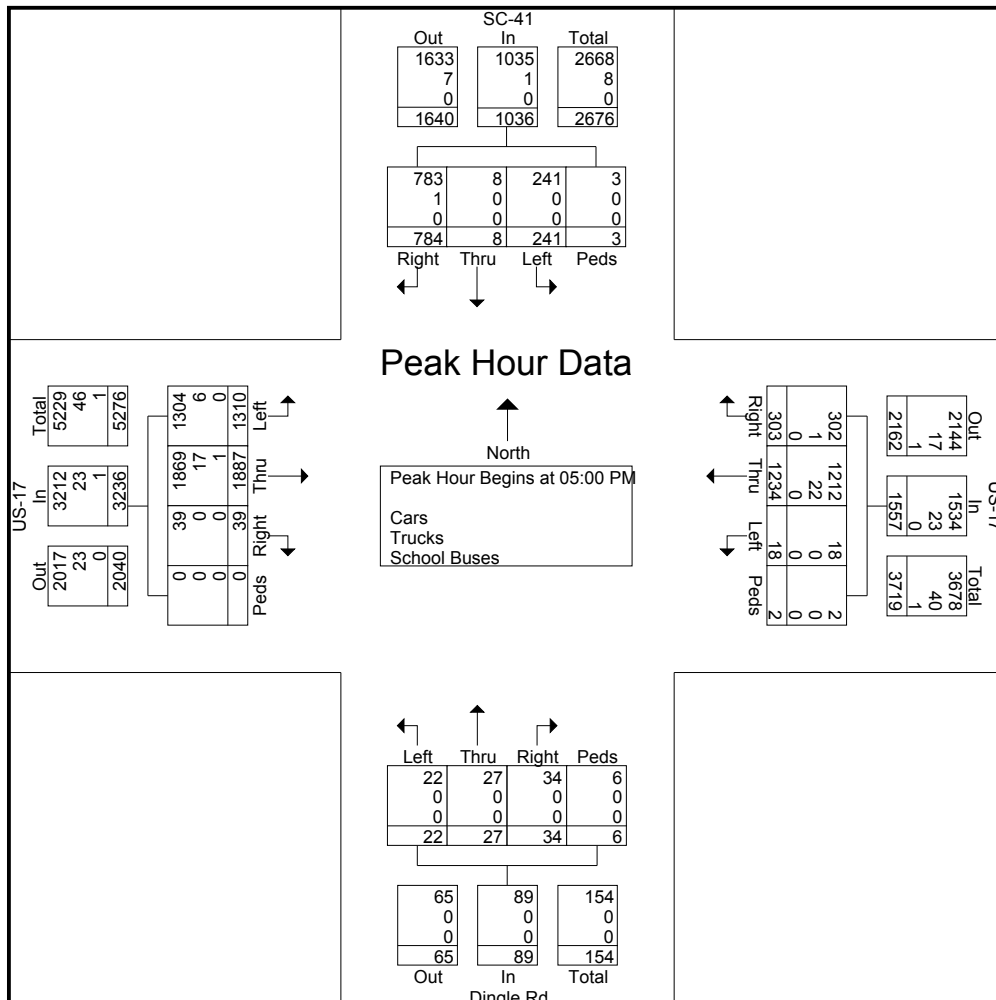 SC-41
Out In Total
1633 1035 2668
7 1 8
0 0 0
1640 1036 2676
783 8 241 3
1 0 0 0
0 0 0 0
784 8 241 3
Right Thru Left Peds
Peak Hour Data
North
Peak Hour Begins at 05:00 PM
Cars
Trucks
School Buses
US-17
Total 5229 46 1 5276
In 3212 23 1 3236
Out 2017 23 0 2040
1304 6 0 1310 Left
1869 17 1 1887 Thru
39 0 0 39 Right
0 0 0 0 Peds
Right 303 0 1 302
Thru 1234 0 22 1212
Left 18 0 0 18
Peds 2 0 0 2
US-17
Out 2144 17 1 2162
In 1534 23 0 1557
Total 3678 40 1 3719
Left Thru Right Peds
22 27 34 6
0 0 0 0
0 0 0 0
22 27 34 6
65 89 154
0 0 0
0 0 0
65 89 154
Out In Total
Dingle Rd